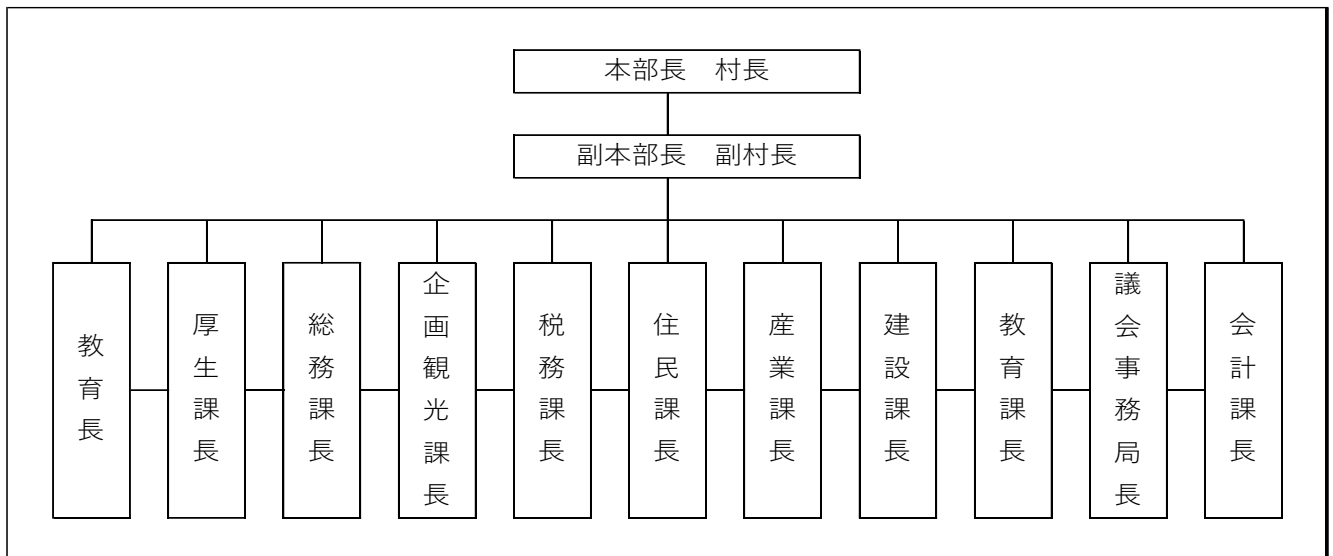 本部長　村長
副本部長　副村長
教育長
厚生課長
総務課長
企画観光課長
税務課長
住民課長
産業課長
建設課長
教育課長
議会事務局長
会計課長